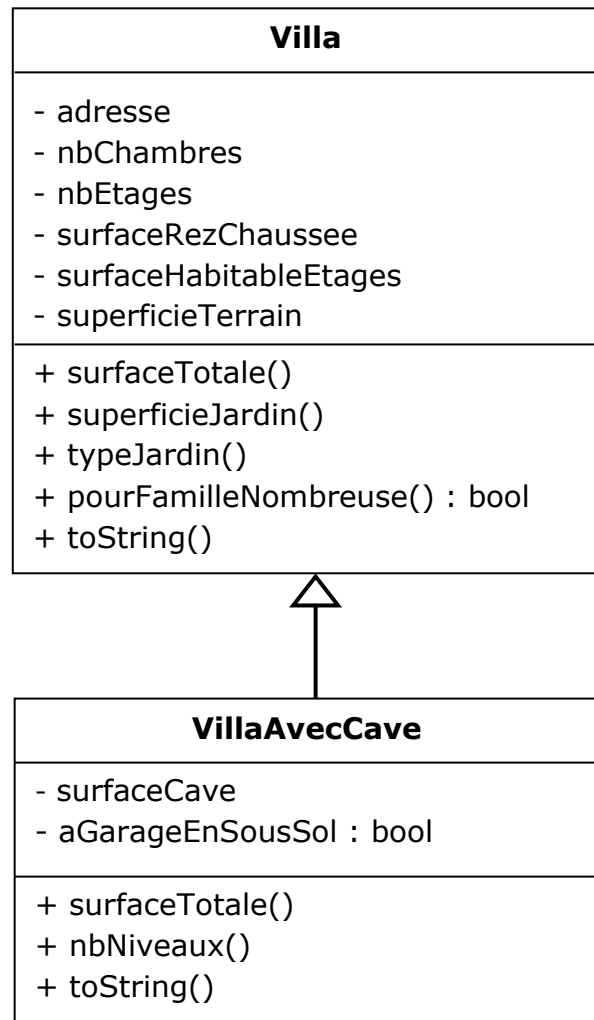 Villa
- adresse
- nbChambres
- nbEtages
- surfaceRezChaussee
- surfaceHabitableEtages
- superficieTerrain
+ surfaceTotale()
+ superficieJardin()
+ typeJardin()
+ pourFamilleNombreuse() : bool
+ toString()
VillaAvecCave
- surfaceCave
- aGarageEnSousSol : bool
+ surfaceTotale()
+ nbNiveaux()
+ toString()